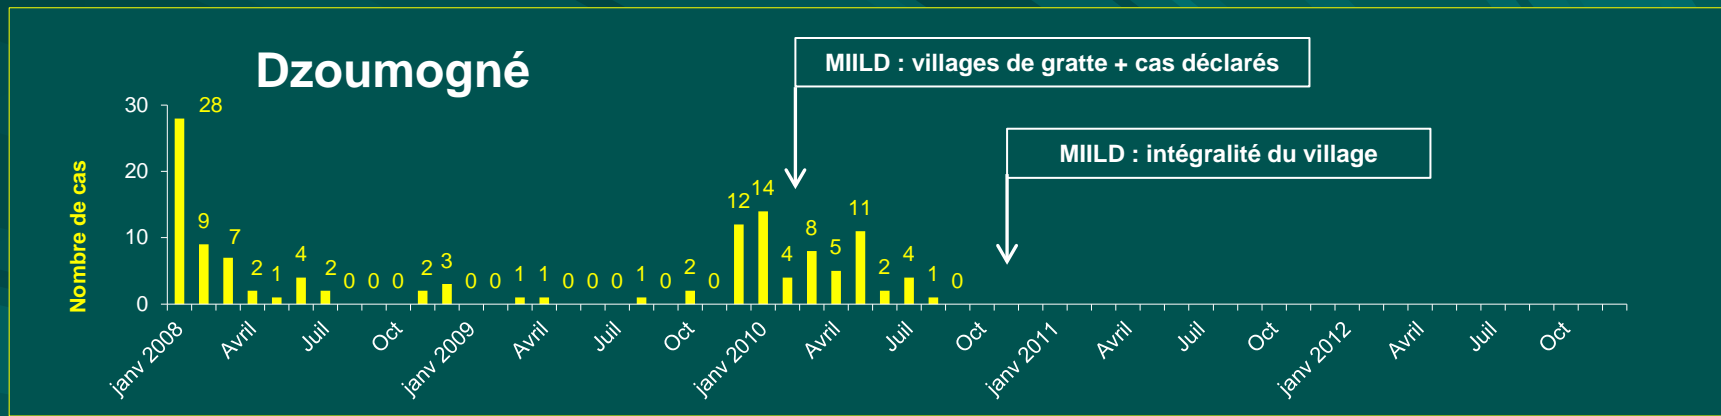 Dzoumogné
MIILD : villages de gratte + cas déclarés
MIILD : intégralité du village
Nombre de cas
30
20
10
0
28
9
7
2
1
4
2
0
0
0
2
3
0
0
1
1
0
0
0
1
0
2
0
12
14
4
8
5
11
2
4
1
0
janv 2008
Avril
Juil
Oct
janv 2009
Avril
Juil
Oct
janv 2010
Avril
Juil
Oct
janv 2011
Avril
Juil
Oct
janv 2012
Avril
Juil
Oct